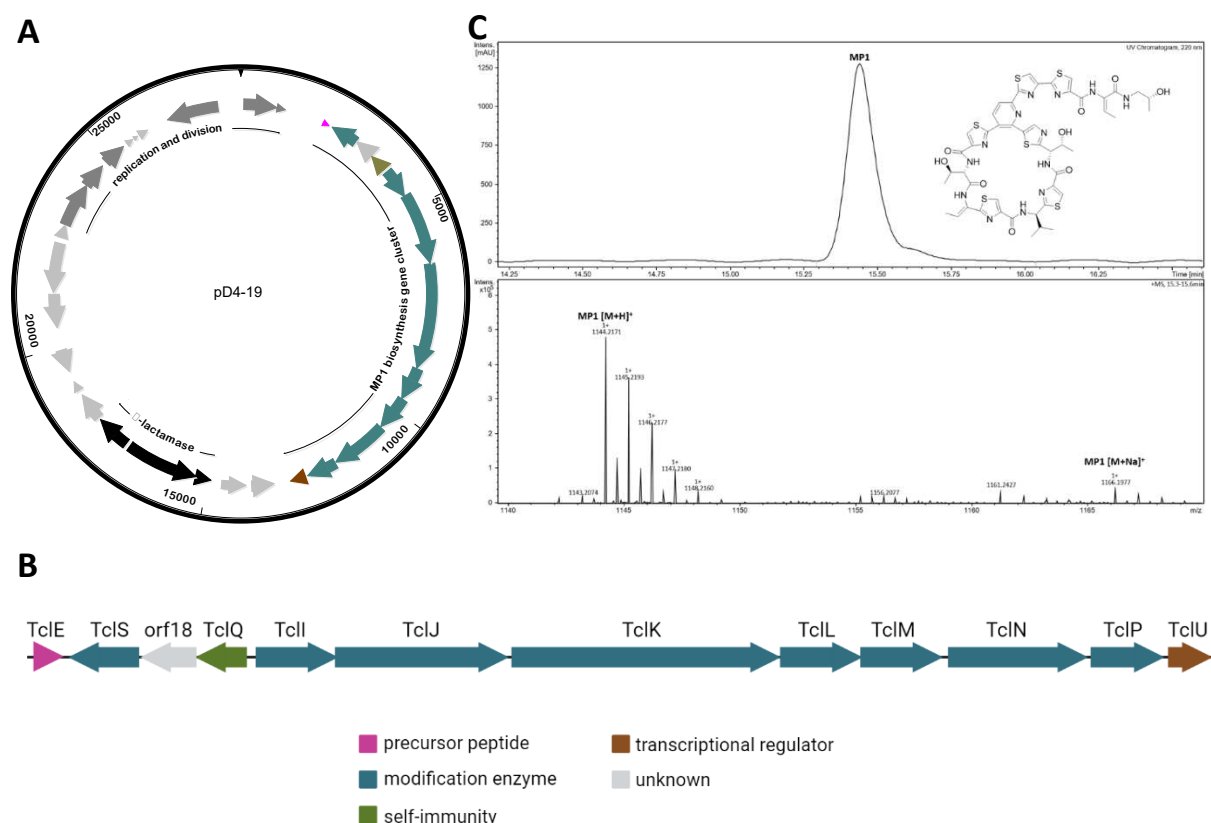 A
25000
replication and division
5000
MP1 biosynthesis gene cluster
pD4-19
20000
▯-lactamase
15000
10000
C
Intens.
[mAU]
UV Chromatogram, 220 nm
MP1
1250
1000
750
500
250
0
14.25 14.50 14.75 15.00 15.25 15.50 15.75 16.00 16.25 Time [min]
Intens.
+MS, 15.3-15.6min
MP1 [M+H]⁺
1+
1144.2171
1+
1145.2193
1+
1146.2177
1+
1147.2180
1+
1148.2160
1143.2074
1156.2077
1161.2427
MP1 [M+Na]⁺
1+
1166.1977
5
4
3
2
1
0
1140 1145 1150 1155 1160 1165 m/z
B
TclE TclS orf18 TclQ TclI TclJ TclK TclL TclM TclN TclP TclU
precursor peptide
transcriptional regulator
modification enzyme
unknown
self-immunity